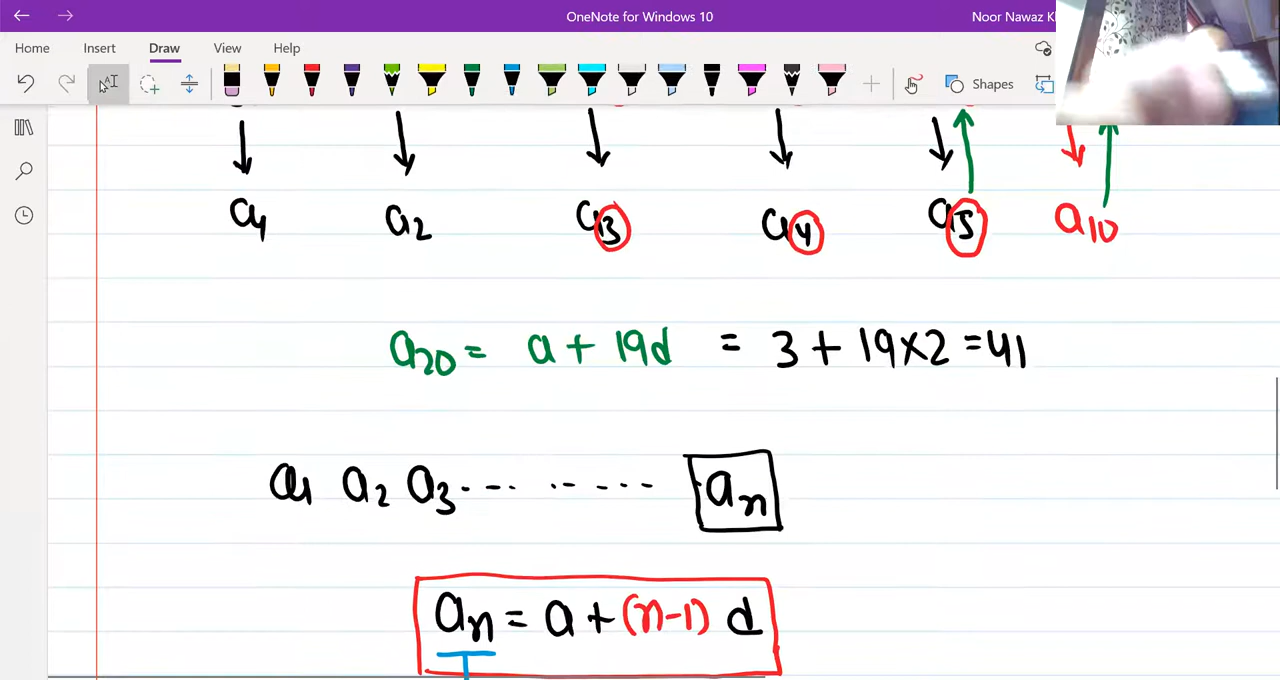 OneNote for Windows 10
Noor Nawaz
Home Insert Draw View Help
Shapes
a1 a2 a3 a4 a5 a10
a20 = a + 19d = 3 + 19×2 = 41
a1 a2 a3 ... ...... an
an = a + (n-1) d